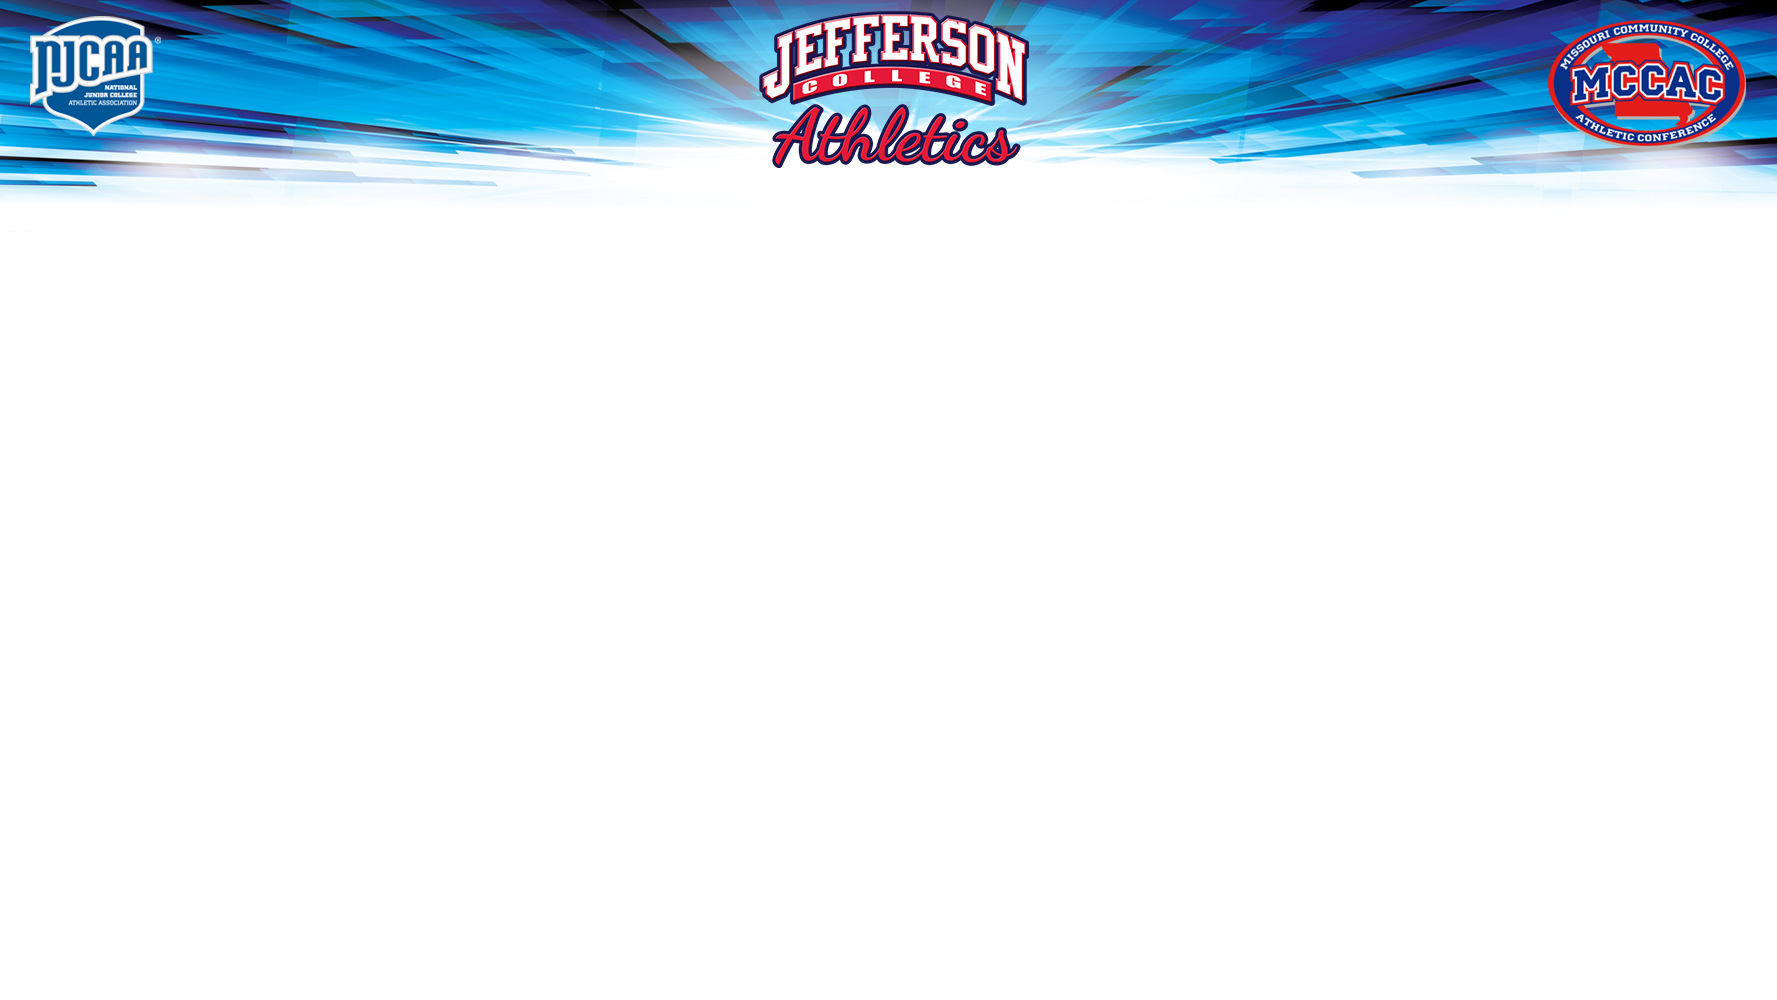 NJCAA®
NATIONAL
JUNIOR COLLEGE
ATHLETIC ASSOCIATION
JEFFERSON
COLLEGE
Athletics
MISSOURI COMMUNITY COLLEGE
MCCAC
ATHLETIC CONFERENCE